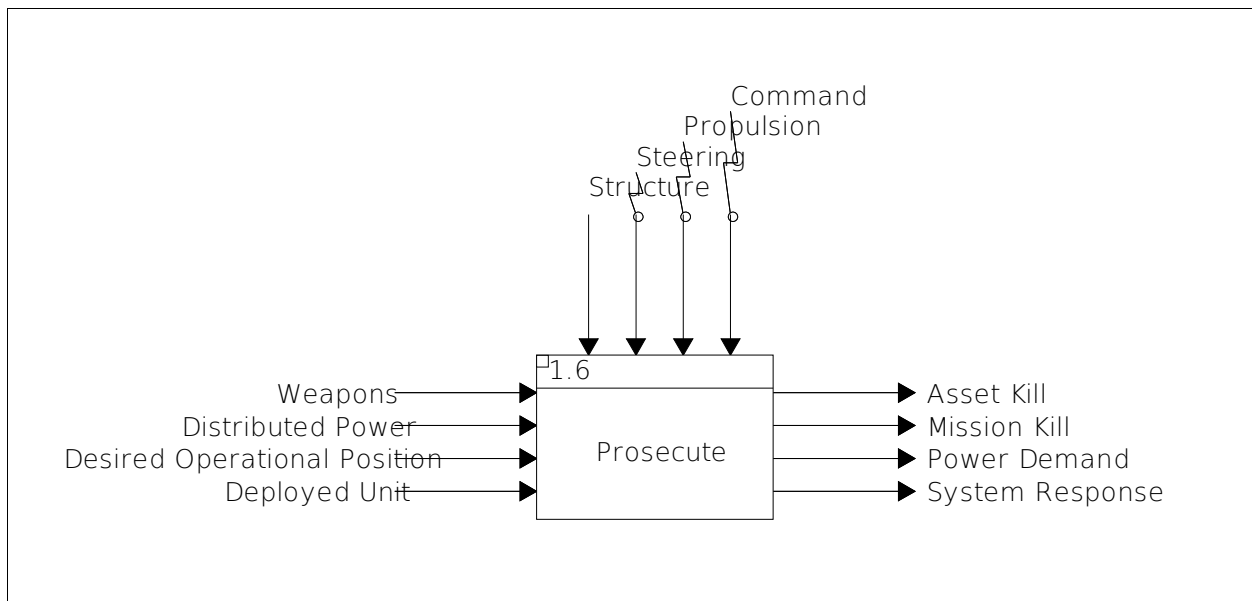 Command
Propulsion
Steering
Structure
1.6
Weapons
Distributed Power
Desired Operational Position
Deployed Unit
Prosecute
Asset Kill
Mission Kill
Power Demand
System Response